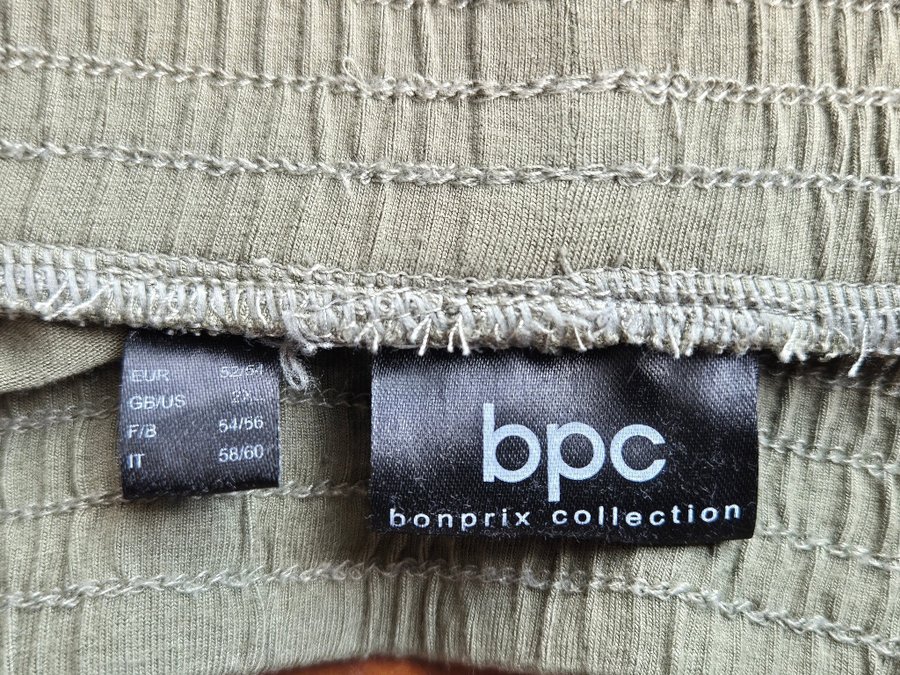 EUR 52/54
GB/US 2XL
F/B 54/56
IT 58/60
bpc
bonprix collection